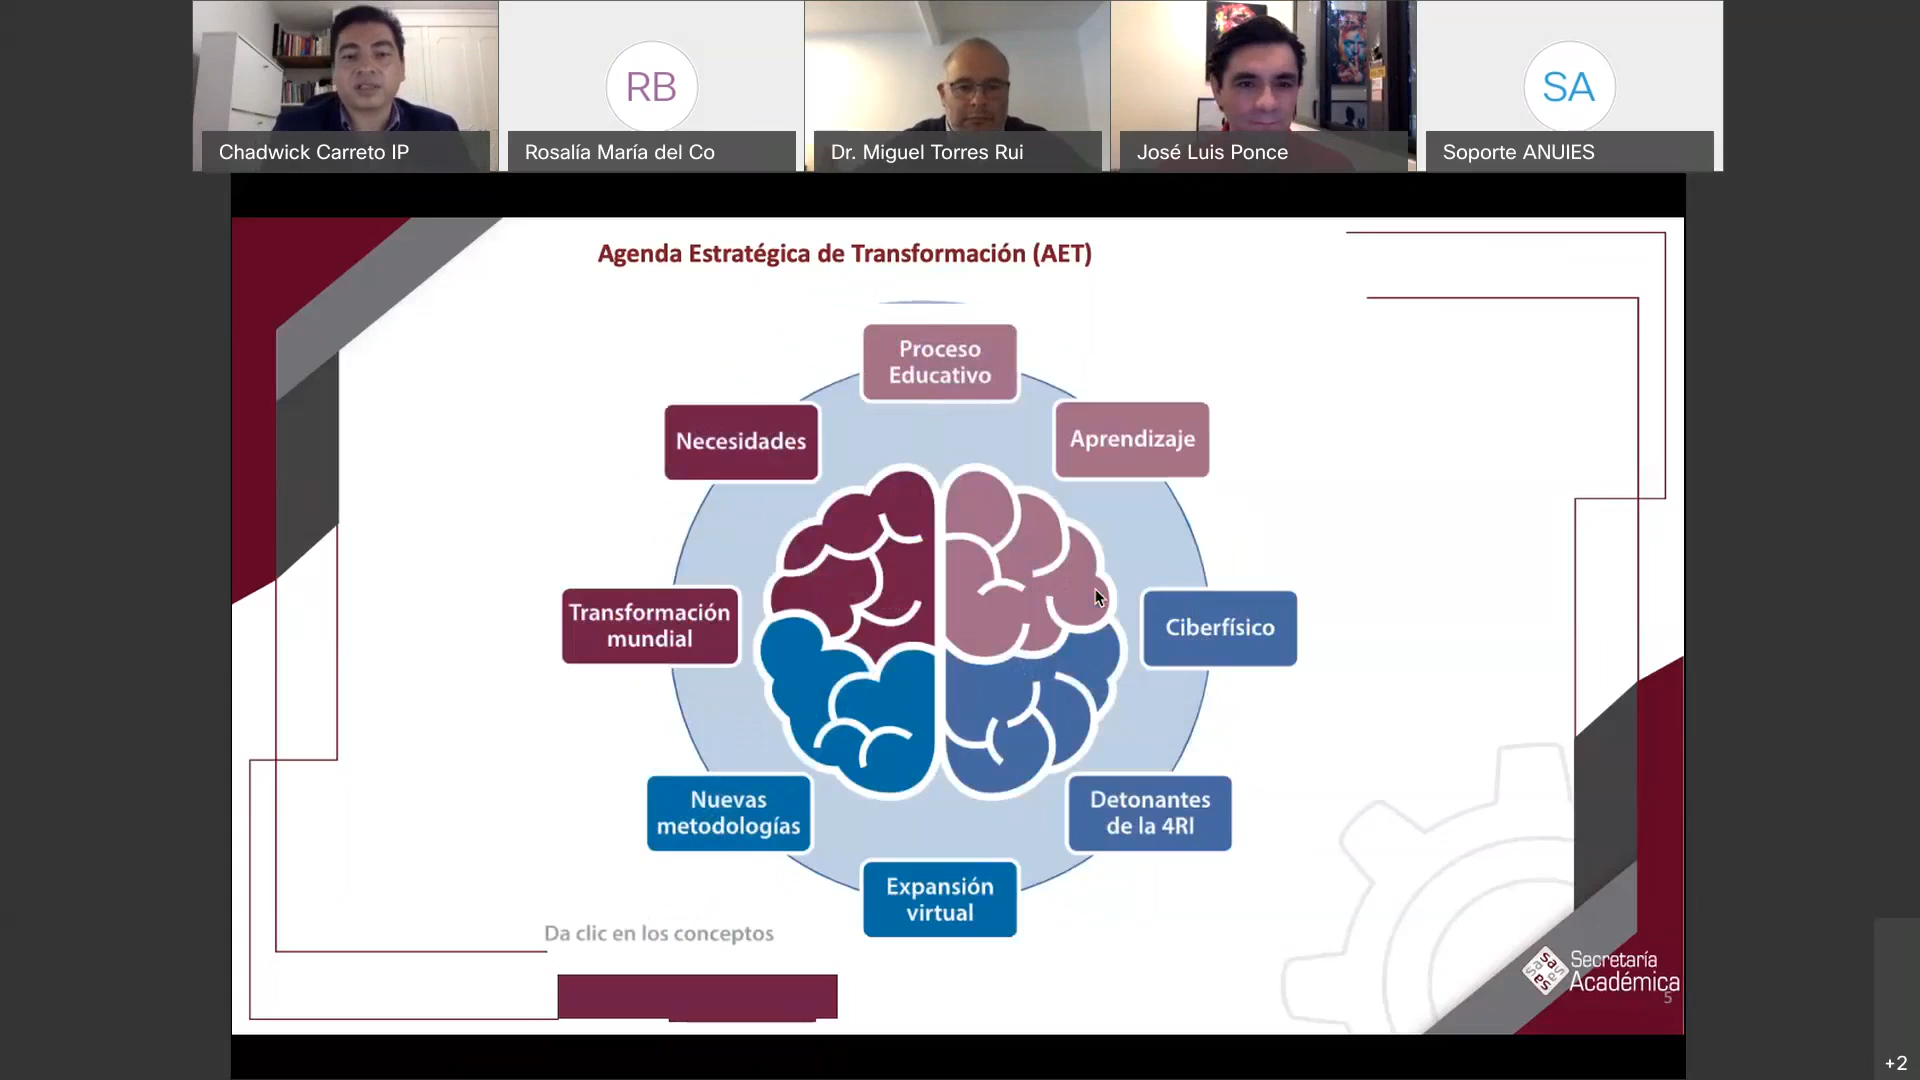 Chadwick Carreto IP
RB
Rosalía María del Co
Dr. Miguel Torres Rui
José Luis Ponce
SA
Soporte ANUIES
Agenda Estratégica de Transformación (AET)
Proceso
Educativo
Necesidades
Aprendizaje
Transformación
mundial
Ciberfísico
Nuevas
metodologías
Detonantes
de la 4RI
Expansión
virtual
Da clic en los conceptos
Secretaría
Académica
5
+2